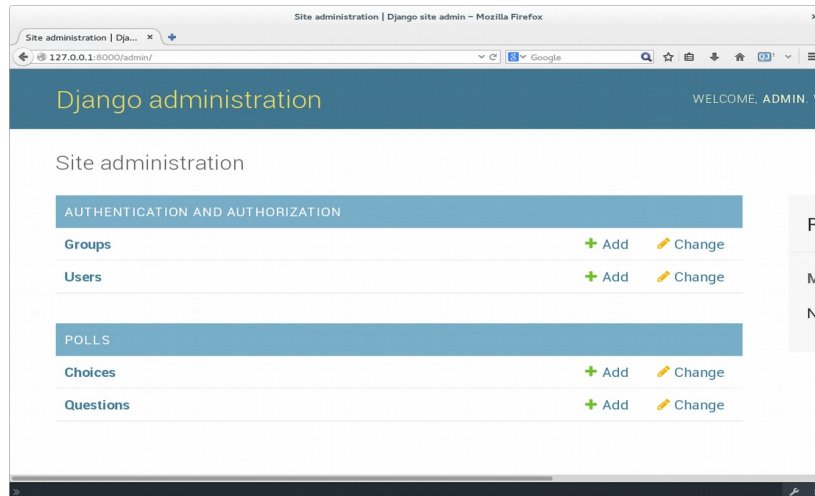 Site administration | Django site admin – Mozilla Firefox
Site administration | Dja...
127.0.0.1:8000/admin/
Google
Django administration
WELCOME, ADMIN.
Site administration
AUTHENTICATION AND AUTHORIZATION
Groups Add Change
Users Add Change
POLLS
Choices Add Change
Questions Add Change